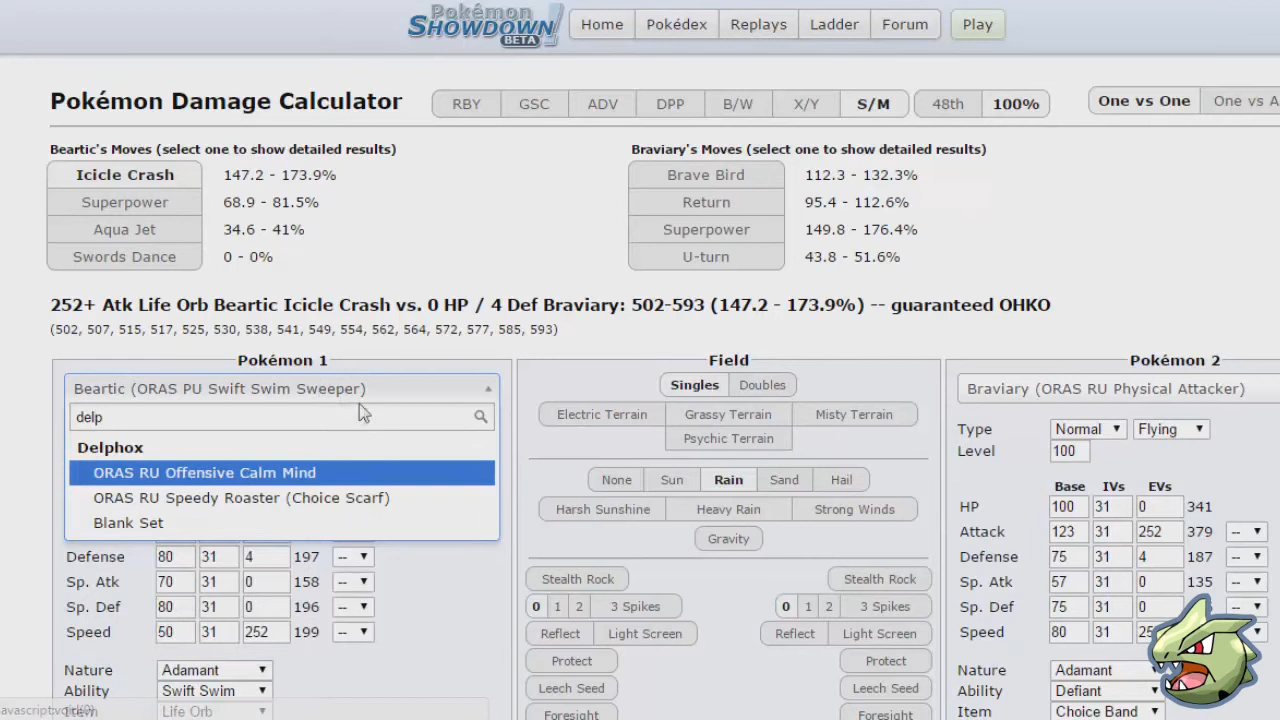 Pokémon SHOWDOWN! BETA Home Pokédex Replays Ladder Forum Play
Pokémon Damage Calculator RBY GSC ADV DPP B/W X/Y S/M 48th 100% One vs One One vs A
Beartic's Moves (select one to show detailed results)
Icicle Crash 147.2 - 173.9%
Superpower 68.9 - 81.5%
Aqua Jet 34.6 - 41%
Swords Dance 0 - 0%
Braviary's Moves (select one to show detailed results)
Brave Bird 112.3 - 132.3%
Return 95.4 - 112.6%
Superpower 149.8 - 176.4%
U-turn 43.8 - 51.6%
252+ Atk Life Orb Beartic Icicle Crash vs. 0 HP / 4 Def Braviary: 502-593 (147.2 - 173.9%) -- guaranteed OHKO
(502, 507, 515, 517, 525, 530, 538, 541, 549, 554, 562, 564, 572, 577, 585, 593)
Pokémon 1
Beartic (ORAS PU Swift Swim Sweeper)
delp
Delphox
ORAS RU Offensive Calm Mind
ORAS RU Speedy Roaster (Choice Scarf)
Blank Set
Defense 80 31 4 197 --
Sp. Atk 70 31 0 158 --
Sp. Def 80 31 0 196 --
Speed 50 31 252 199 --
Nature Adamant
Ability Swift Swim
Item Life Orb
Field
Singles Doubles
Electric Terrain Grassy Terrain Misty Terrain
Psychic Terrain
None Sun Rain Sand Hail
Harsh Sunshine Heavy Rain Strong Winds
Gravity
Stealth Rock Stealth Rock
0 1 2 3 Spikes 0 1 2 3 Spikes
Reflect Light Screen Reflect Light Screen
Protect Protect
Leech Seed Leech Seed
Foresight Foresight
Pokémon 2
Braviary (ORAS RU Physical Attacker)
Type Normal Flying
Level 100
Base IVs EVs
HP 100 31 0 341
Attack 123 31 252 379 --
Defense 75 31 4 187 --
Sp. Atk 57 31 0 135 --
Sp. Def 75 31 0
Speed 80 31
Nature Adamant
Ability Defiant
Item Choice Band